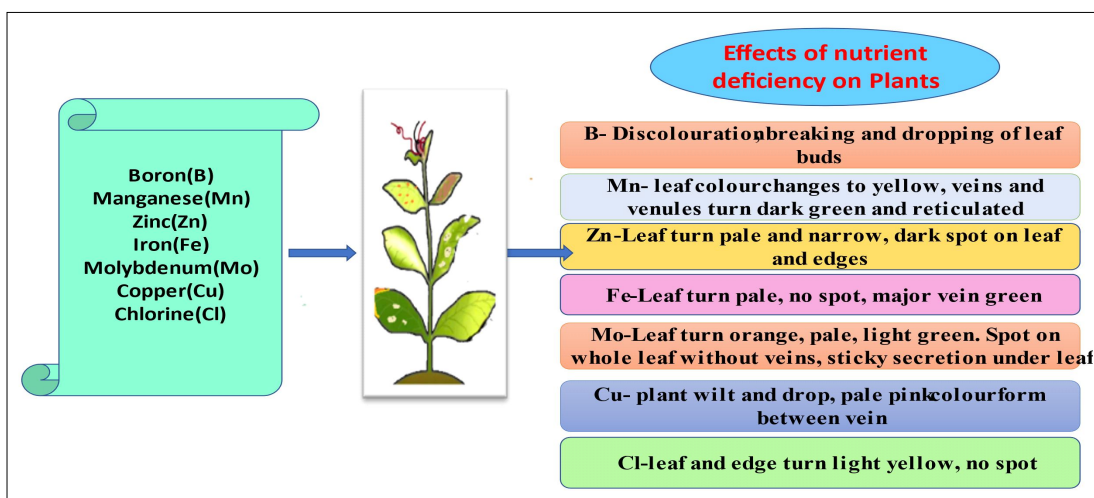 Effects of nutrient
deficiency on Plants
Boron(B)
Manganese(Mn)
Zinc(Zn)
Iron(Fe)
Molybdenum(Mo)
Copper(Cu)
Chlorine(Cl)
B- Discolouration,breaking and dropping of leaf
buds
Mn- leaf colourchanges to yellow, veins and
venules turn dark green and reticulated
Zn-Leaf turn pale and narrow, dark spot on leaf
and edges
Fe-Leaf turn pale, no spot, major vein green
Mo-Leaf turn orange, pale, light green. Spot on
whole leaf without veins, sticky secretion under leaf
Cu- plant wilt and drop, pale pinkcolourform
between vein
Cl-leaf and edge turn light yellow, no spot